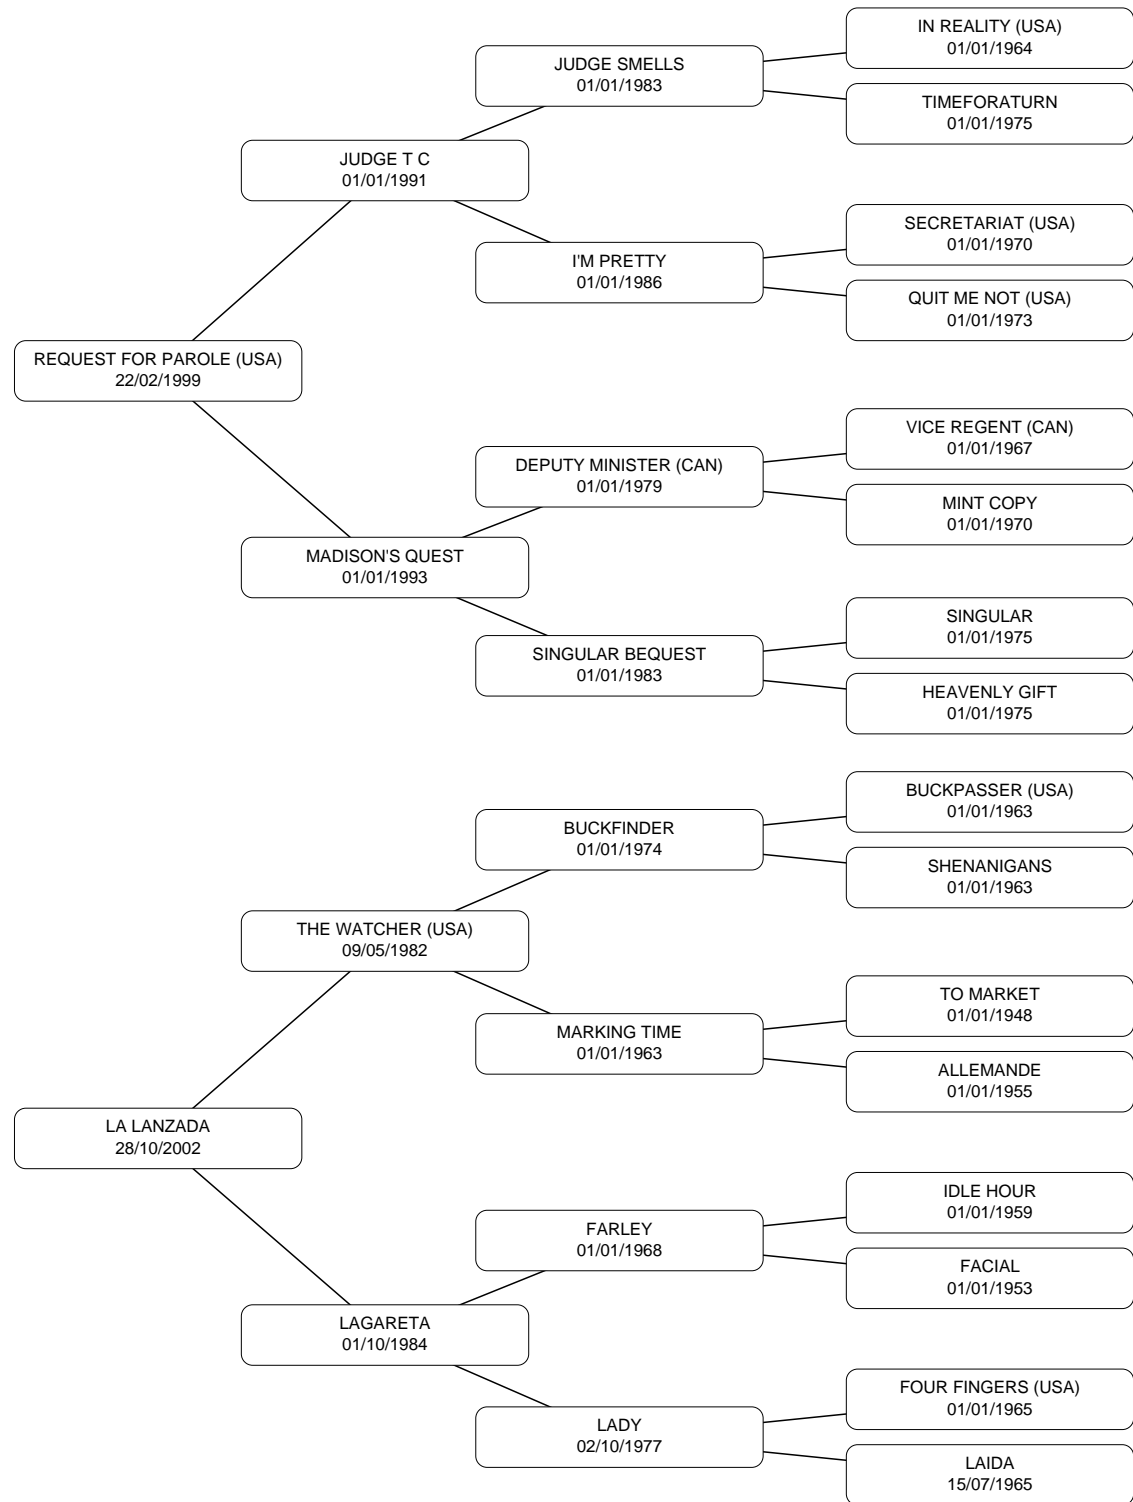 IN REALITY (USA)
01/01/1964
JUDGE SMELLS
01/01/1983
TIMEFORATURN
01/01/1975
JUDGE T C
01/01/1991
SECRETARIAT (USA)
01/01/1970
I'M PRETTY
01/01/1986
QUIT ME NOT (USA)
01/01/1973
REQUEST FOR PAROLE (USA)
22/02/1999
VICE REGENT (CAN)
01/01/1967
DEPUTY MINISTER (CAN)
01/01/1979
MINT COPY
01/01/1970
MADISON'S QUEST
01/01/1993
SINGULAR
01/01/1975
SINGULAR BEQUEST
01/01/1983
HEAVENLY GIFT
01/01/1975
BUCKPASSER (USA)
01/01/1963
BUCKFINDER
01/01/1974
SHENANIGANS
01/01/1963
THE WATCHER (USA)
09/05/1982
TO MARKET
01/01/1948
MARKING TIME
01/01/1963
ALLEMANDE
01/01/1955
LA LANZADA
28/10/2002
IDLE HOUR
01/01/1959
FARLEY
01/01/1968
FACIAL
01/01/1953
LAGARETA
01/10/1984
FOUR FINGERS (USA)
01/01/1965
LADY
02/10/1977
LAIDA
15/07/1965